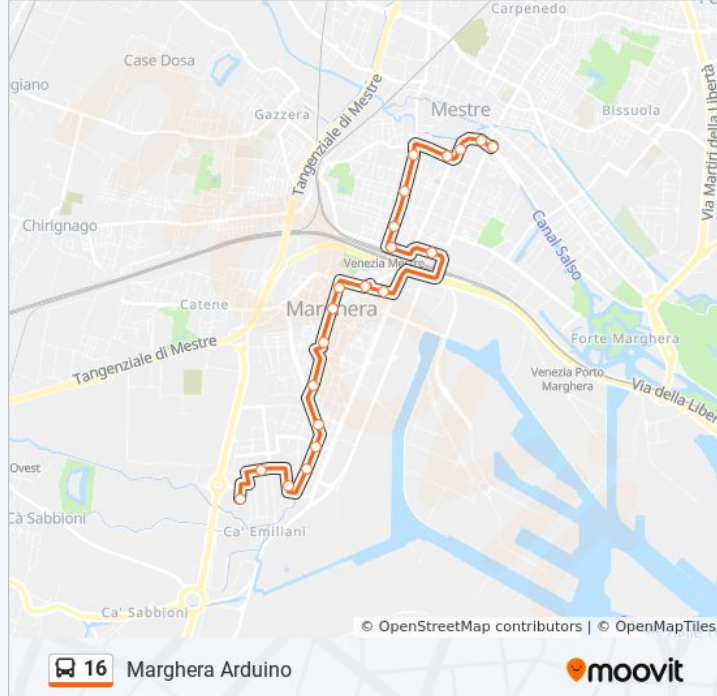 Carpenedo
Case Dosa
giano
Mestre
Bissuola
Gazzera
Tangenziale di Mestre
Via Martiri della Libertà
Chirignago
Canal Salso
Venezia Mestre
Catene
Marghera
Tangenziale di Mestre
Forte Marghera
Venezia Porto
Marghera
Via della Liber
Ovest
Cà Sabbioni
Ca' Emiliani
Ca' Sabbioni
© OpenStreetMap contributors | © OpenMapTiles
16 Marghera Arduino
moovit